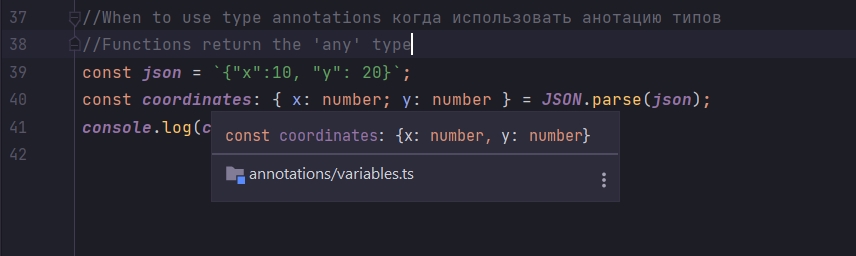 37 //When to use type annotations когда использовать анотацию типов
38 //Functions return the 'any' type
39 const json = `{"x":10, "y": 20}`;
40 const coordinates: { x: number; y: number } = JSON.parse(json);
41 console.log(c
const coordinates: {x: number, y: number}
annotations/variables.ts
42